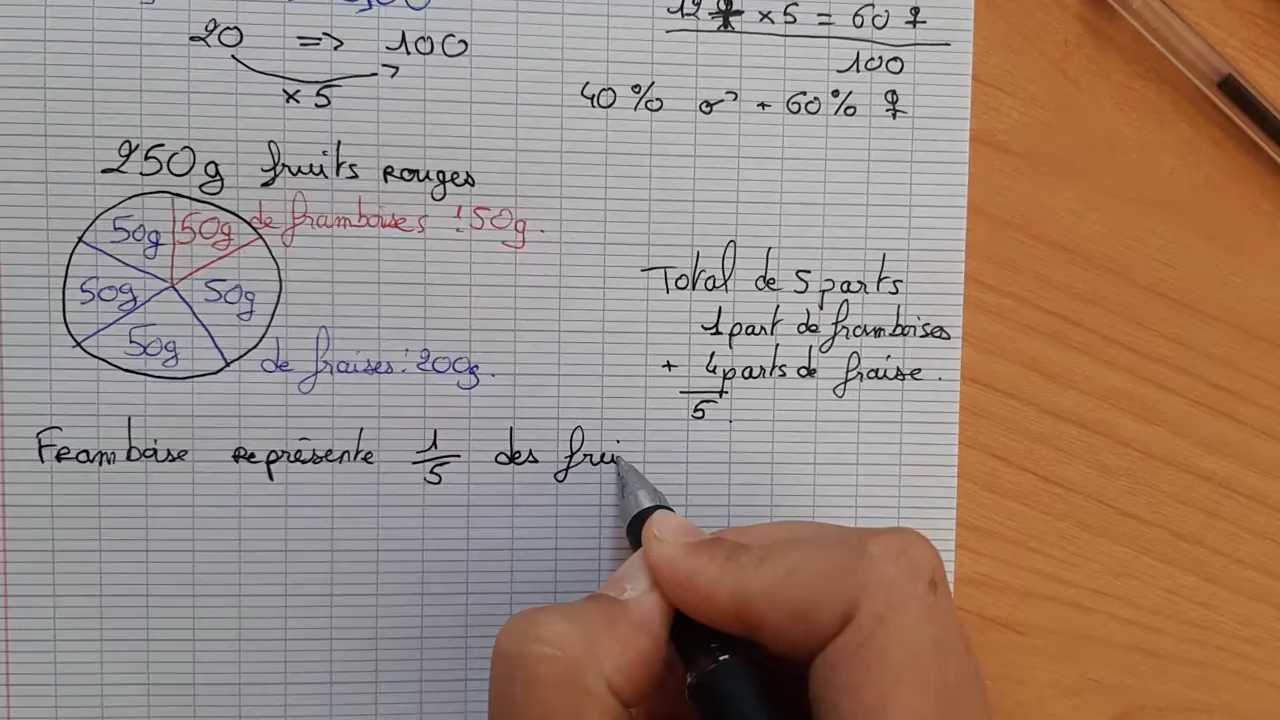 12 ♀ x5 = 60 ♀
100
20 => 100
x 5
40% ♂ + 60% ♀
250g fruits rouges
50g 50g de framboises : 50g.
50g 50g
50g
de fraises : 200g.
Total de 5 parts
1 part de framboises
+ 4 parts de fraise.
5.
Framboise représente 1/5 des frui